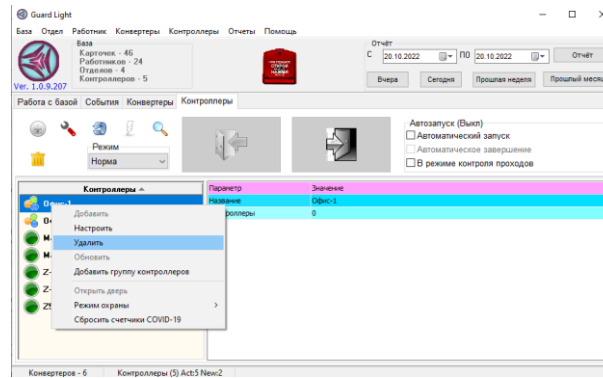 Guard Light
База Отдел Работник Конвертеры Контроллеры Отчеты Помощь
База
Карточек - 46
Работников - 24
Отделов - 4
Контроллеров - 5
Ver. 1.0.9.207
Отчёт
С 20.10.2022 ПО 20.10.2022 Отчёт
Вчера Сегодня Прошлая неделя Прошлый месяц
Работа с базой События Конвертеры Контроллеры
Режим
Норма
Автозапуск (Выкл)
Автоматический запуск
Автоматическое завершение
В режиме контроля проходов
Контроллеры Параметр Значение
Офис-1 Название Офис-1
0
Добавить
Настроить
Удалить
Обновить
Добавить группу контроллеров
Открыть дверь
Режим охраны
Сбросить счетчики COVID-19
Конвертеров - 6 Контроллеры (5) Act:5 New:2